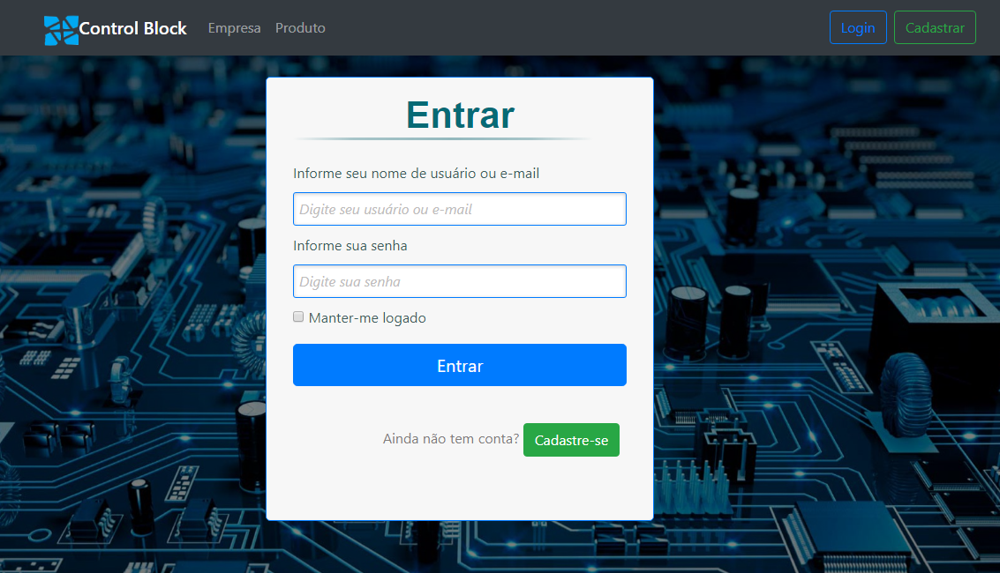 Control Block Empresa Produto Login Cadastrar
Entrar
Informe seu nome de usuário ou e-mail
Digite seu usuário ou e-mail
Informe sua senha
Digite sua senha
Manter-me logado
Entrar
Ainda não tem conta? Cadastre-se